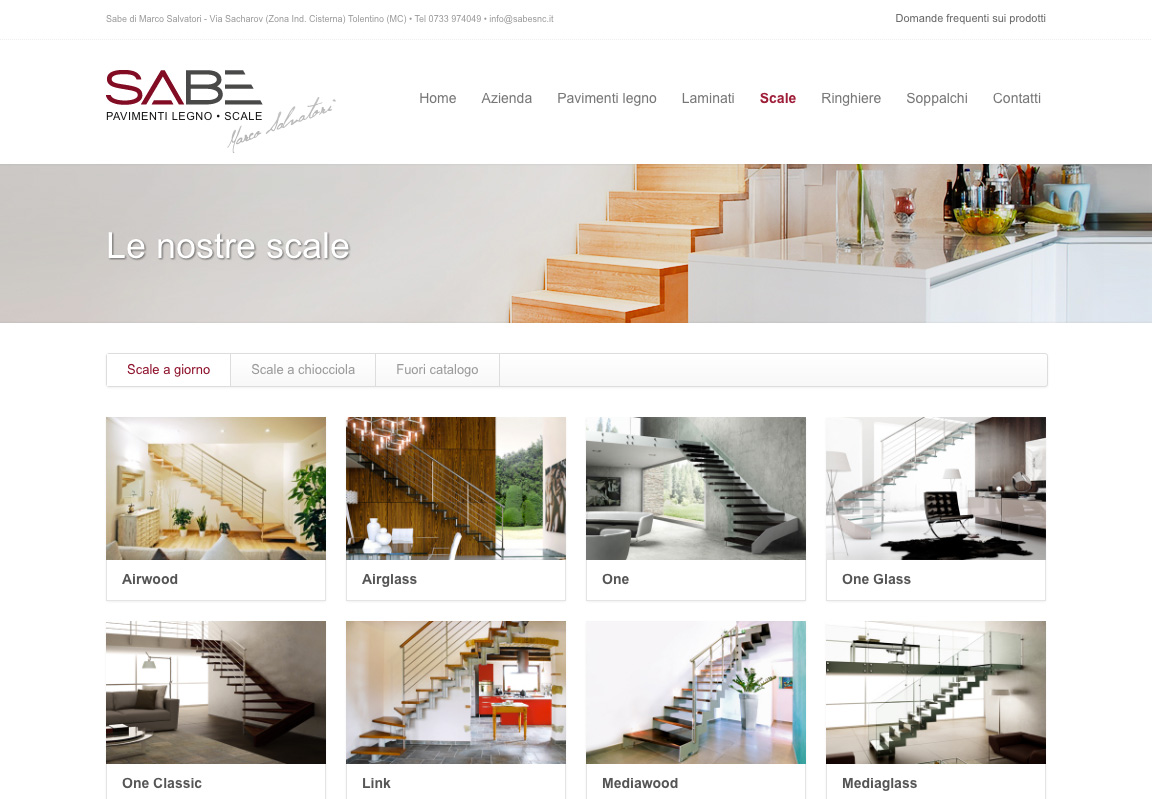 Sabe di Marco Salvatori - Via Sacharov (Zona Ind. Cisterna) Tolentino (MC) • Tel 0733 974049 • info@sabesnc.it
Domande frequenti sui prodotti
SABE
PAVIMENTI LEGNO • SCALE
Marco Salvatori
Home Azienda Pavimenti legno Laminati Scale Ringhiere Soppalchi Contatti
Le nostre scale
Scale a giorno Scale a chiocciola Fuori catalogo
Airwood Airglass One One Glass
One Classic Link Mediawood Mediaglass